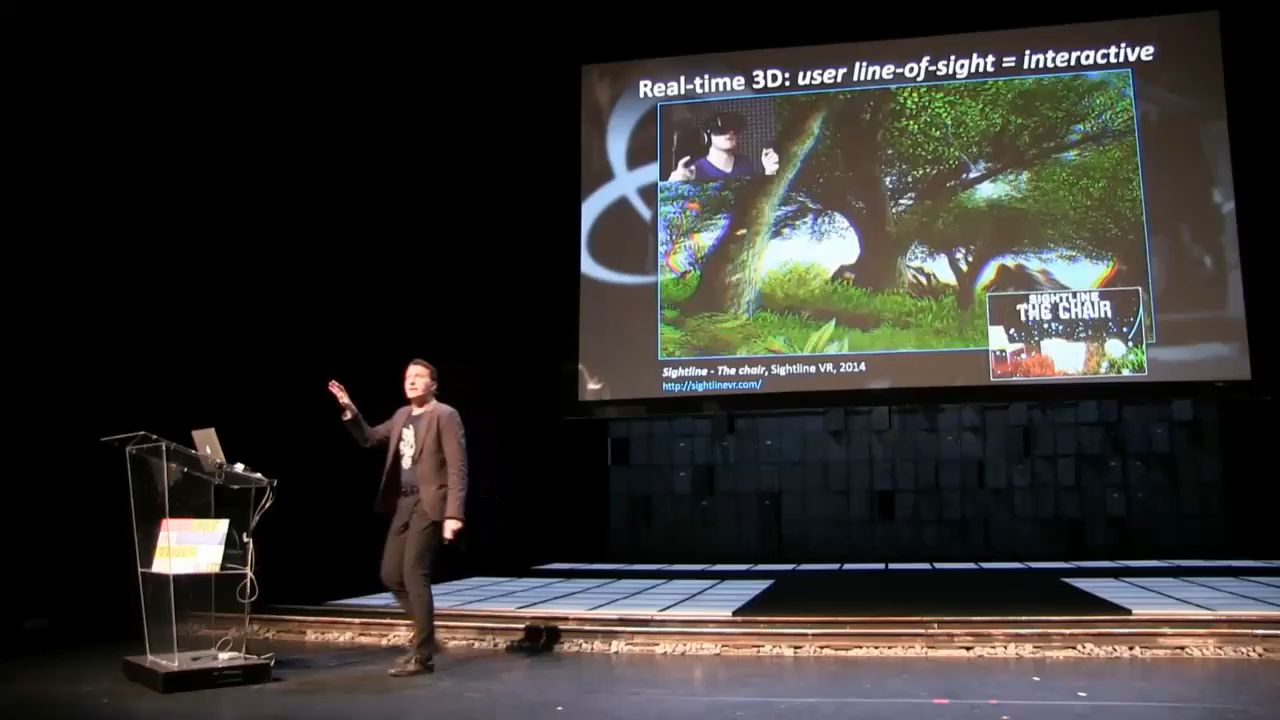 Real-time 3D: user line-of-sight = interactive
SIGHTLINE
THE CHAIR
Sightline - The chair, Sightline VR, 2014
http://sightlinevr.com/